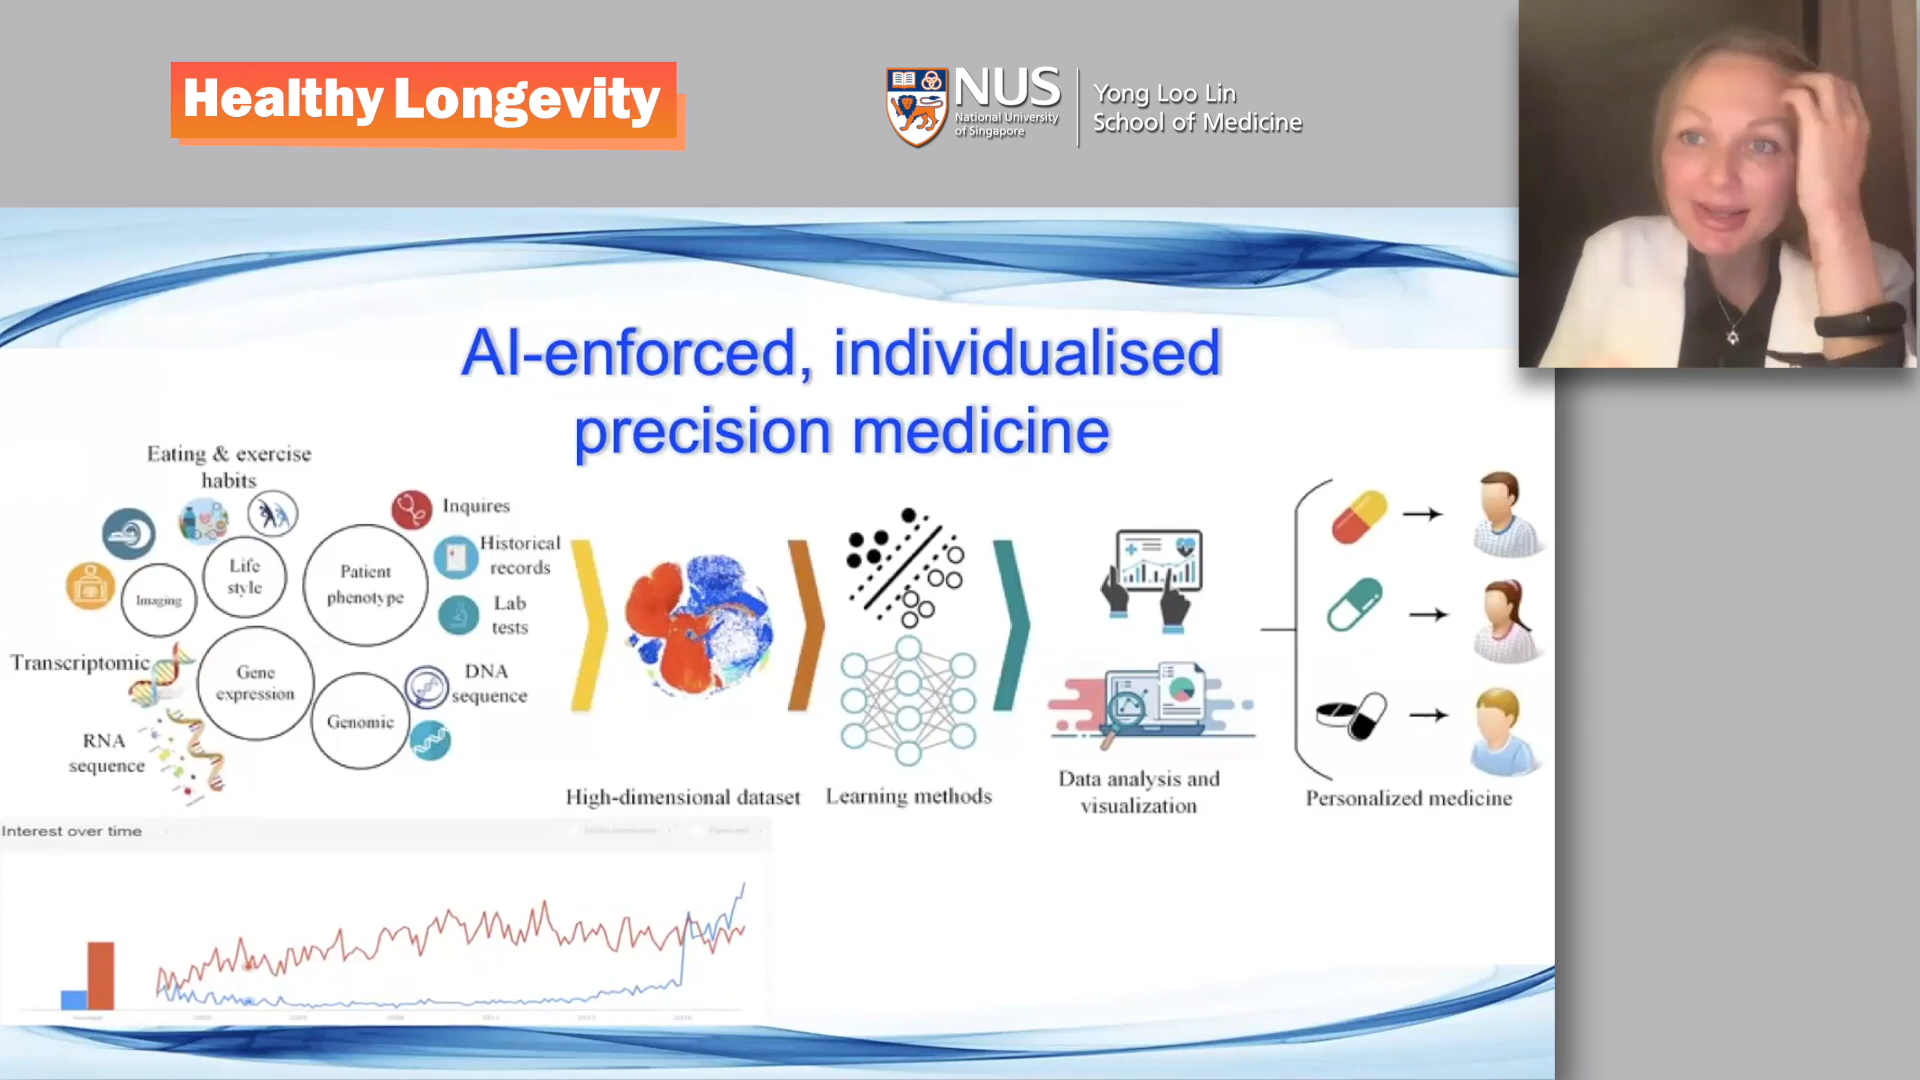 Healthy Longevity
NUS
National University
of Singapore
Yong Loo Lin
School of Medicine
AI-enforced, individualised
precision medicine
Eating & exercise
habits
Inquires
Historical
records
Life
style
Patient
phenotype
Imaging
Lab
tests
Transcriptomic
Gene
expression
DNA
sequence
Genomic
RNA
sequence
High-dimensional dataset
Learning methods
Data analysis and
visualization
Personalized medicine
Interest over time